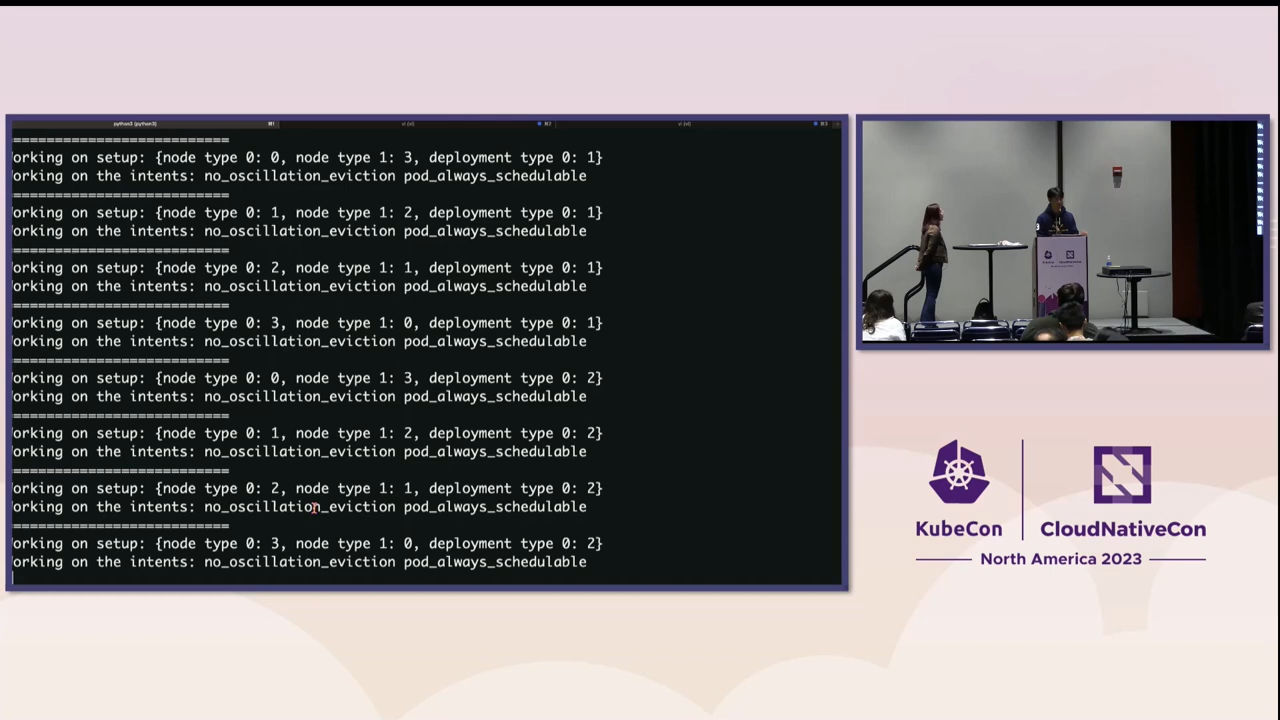 python3 (python3) ⌘1 vi (vi) ⌘2 vi (vi) ⌘3
==========================
orking on setup: {node type 0: 0, node type 1: 3, deployment type 0: 1}
orking on the intents: no_oscillation_eviction pod_always_schedulable
==========================
orking on setup: {node type 0: 1, node type 1: 2, deployment type 0: 1}
orking on the intents: no_oscillation_eviction pod_always_schedulable
==========================
orking on setup: {node type 0: 2, node type 1: 1, deployment type 0: 1}
orking on the intents: no_oscillation_eviction pod_always_schedulable
==========================
orking on setup: {node type 0: 3, node type 1: 0, deployment type 0: 1}
orking on the intents: no_oscillation_eviction pod_always_schedulable
==========================
orking on setup: {node type 0: 0, node type 1: 3, deployment type 0: 2}
orking on the intents: no_oscillation_eviction pod_always_schedulable
==========================
orking on setup: {node type 0: 1, node type 1: 2, deployment type 0: 2}
orking on the intents: no_oscillation_eviction pod_always_schedulable
==========================
orking on setup: {node type 0: 2, node type 1: 1, deployment type 0: 2}
orking on the intents: no_oscillation_eviction pod_always_schedulable
==========================
orking on setup: {node type 0: 3, node type 1: 0, deployment type 0: 2}
orking on the intents: no_oscillation_eviction pod_always_schedulable
KubeCon CloudNativeCon
North America 2023